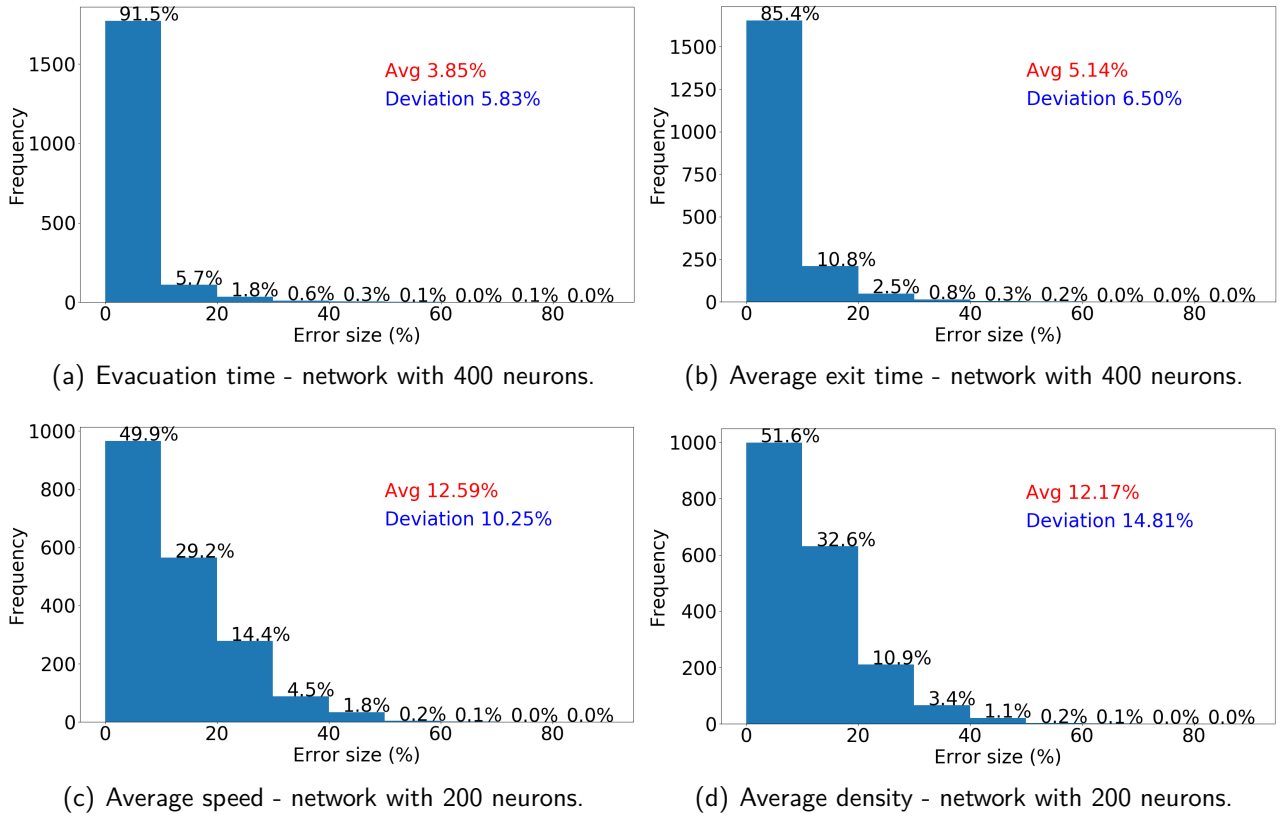 91.5%
1500
1000
500
0
Frequency
Avg 3.85%
Deviation 5.83%
5.7% 1.8% 0.6% 0.3% 0.1% 0.0% 0.1% 0.0%
0 20 40 60 80
Error size (%)
(a) Evacuation time - network with 400 neurons.
85.4%
1500
1250
1000
750
500
250
0
Frequency
Avg 5.14%
Deviation 6.50%
10.8% 2.5% 0.8% 0.3% 0.2% 0.0% 0.0% 0.0%
0 20 40 60 80
Error size (%)
(b) Average exit time - network with 400 neurons.
49.9%
1000
800
600
400
200
0
Frequency
Avg 12.59%
Deviation 10.25%
29.2%
14.4%
4.5% 1.8% 0.2% 0.1% 0.0% 0.0%
0 20 40 60 80
Error size (%)
(c) Average speed - network with 200 neurons.
51.6%
1000
800
600
400
200
0
Frequency
Avg 12.17%
Deviation 14.81%
32.6%
10.9%
3.4% 1.1% 0.2% 0.1% 0.0% 0.0%
0 20 40 60 80
Error size (%)
(d) Average density - network with 200 neurons.